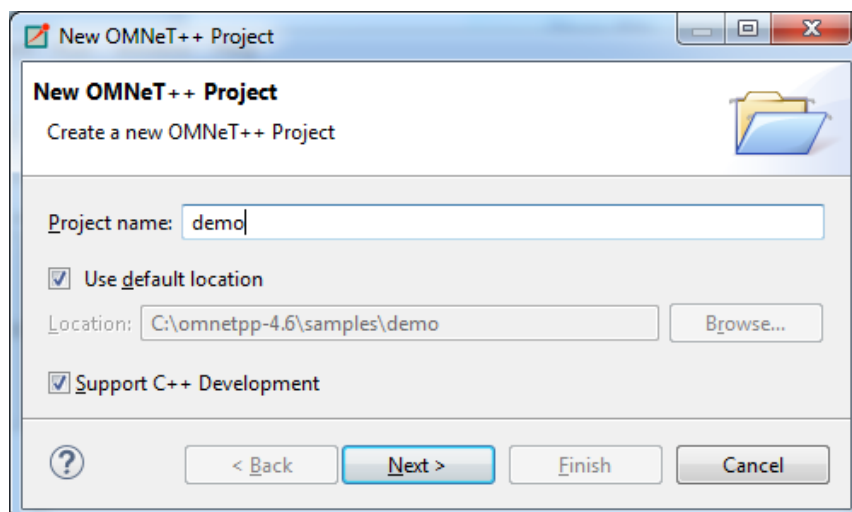 New OMNeT++ Project
New OMNeT++ Project
Create a new OMNeT++ Project
Project name: demo
Use default location
Location: C:\omnetpp-4.6\samples\demo Browse...
Support C++ Development
? < Back Next > Finish Cancel